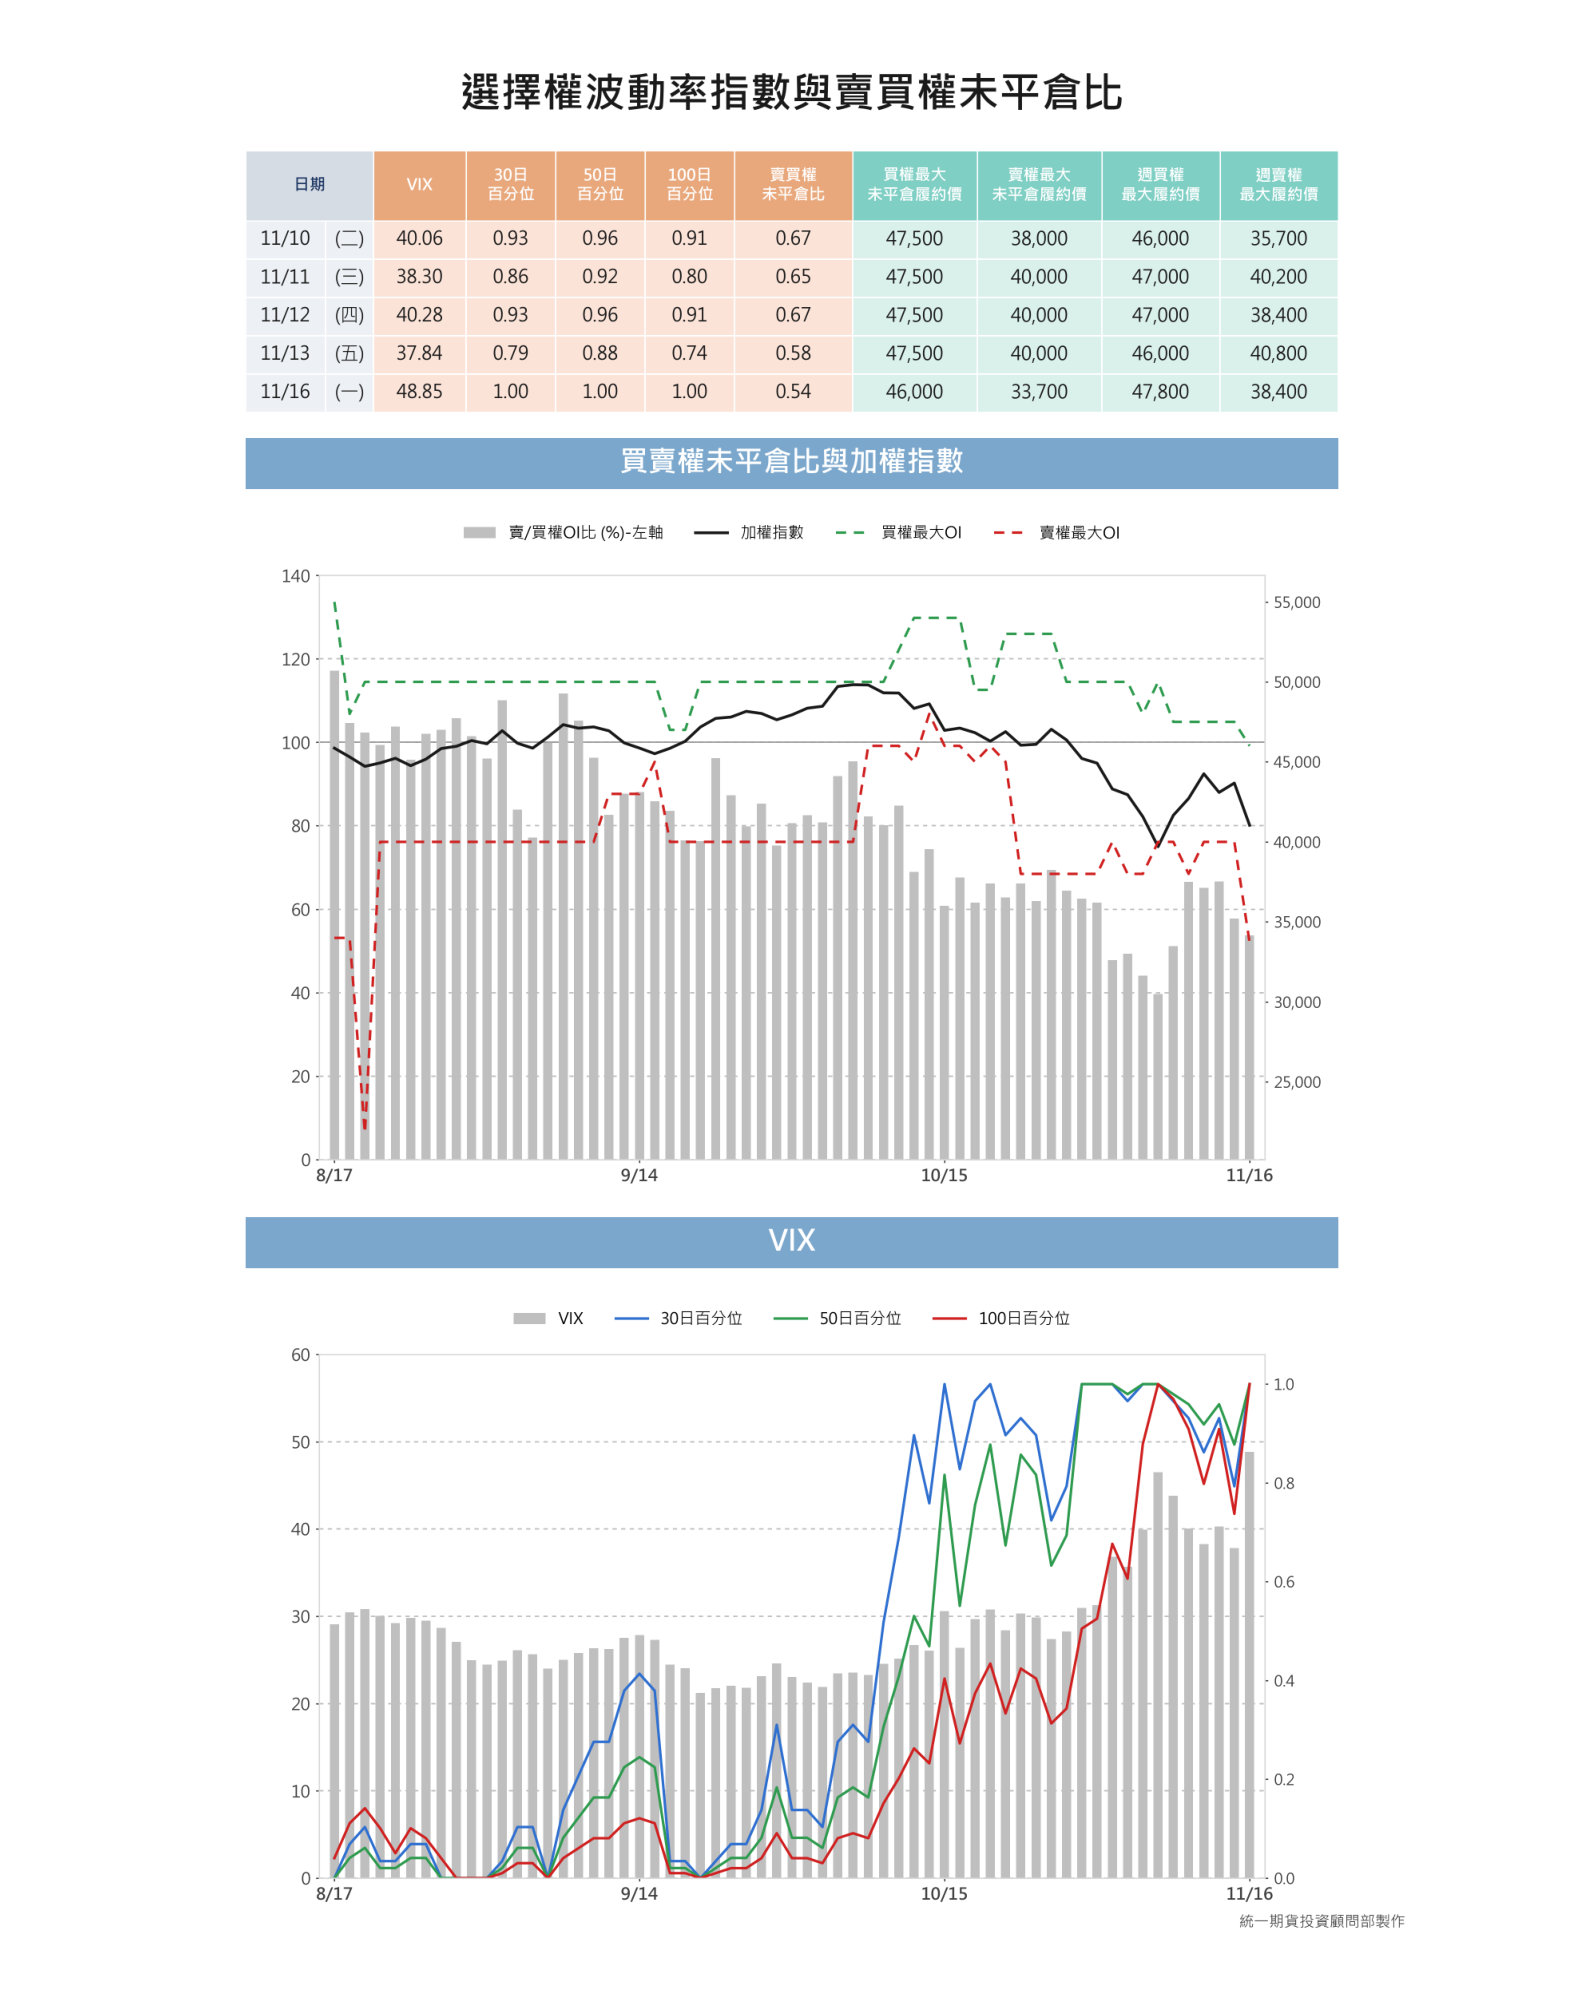 選擇權波動率指數與賣買權未平倉比
日期 VIX 30日百分位 50日百分位 100日百分位 賣買權未平倉比 買權最大未平倉履約價 賣權最大未平倉履約價 週買權最大履約價 週賣權最大履約價
11/10 (二) 40.06 0.93 0.96 0.91 0.67 47,500 38,000 46,000 35,700
11/11 (三) 38.30 0.86 0.92 0.80 0.65 47,500 40,000 47,000 40,200
11/12 (四) 40.28 0.93 0.96 0.91 0.67 47,500 40,000 47,000 38,400
11/13 (五) 37.84 0.79 0.88 0.74 0.58 47,500 40,000 46,000 40,800
11/16 (一) 48.85 1.00 1.00 1.00 0.54 46,000 33,700 47,800 38,400
買賣權未平倉比與加權指數
賣/買權OI比 (%)-左軸 加權指數 買權最大OI 賣權最大OI
140
120
100
80
60
40
20
0
55,000
50,000
45,000
40,000
35,000
30,000
25,000
8/17 9/14 10/15 11/16
VIX
VIX 30日百分位 50日百分位 100日百分位
60
50
40
30
20
10
0
1.0
0.8
0.6
0.4
0.2
0.0
8/17 9/14 10/15 11/16
統一期貨投資顧問部製作